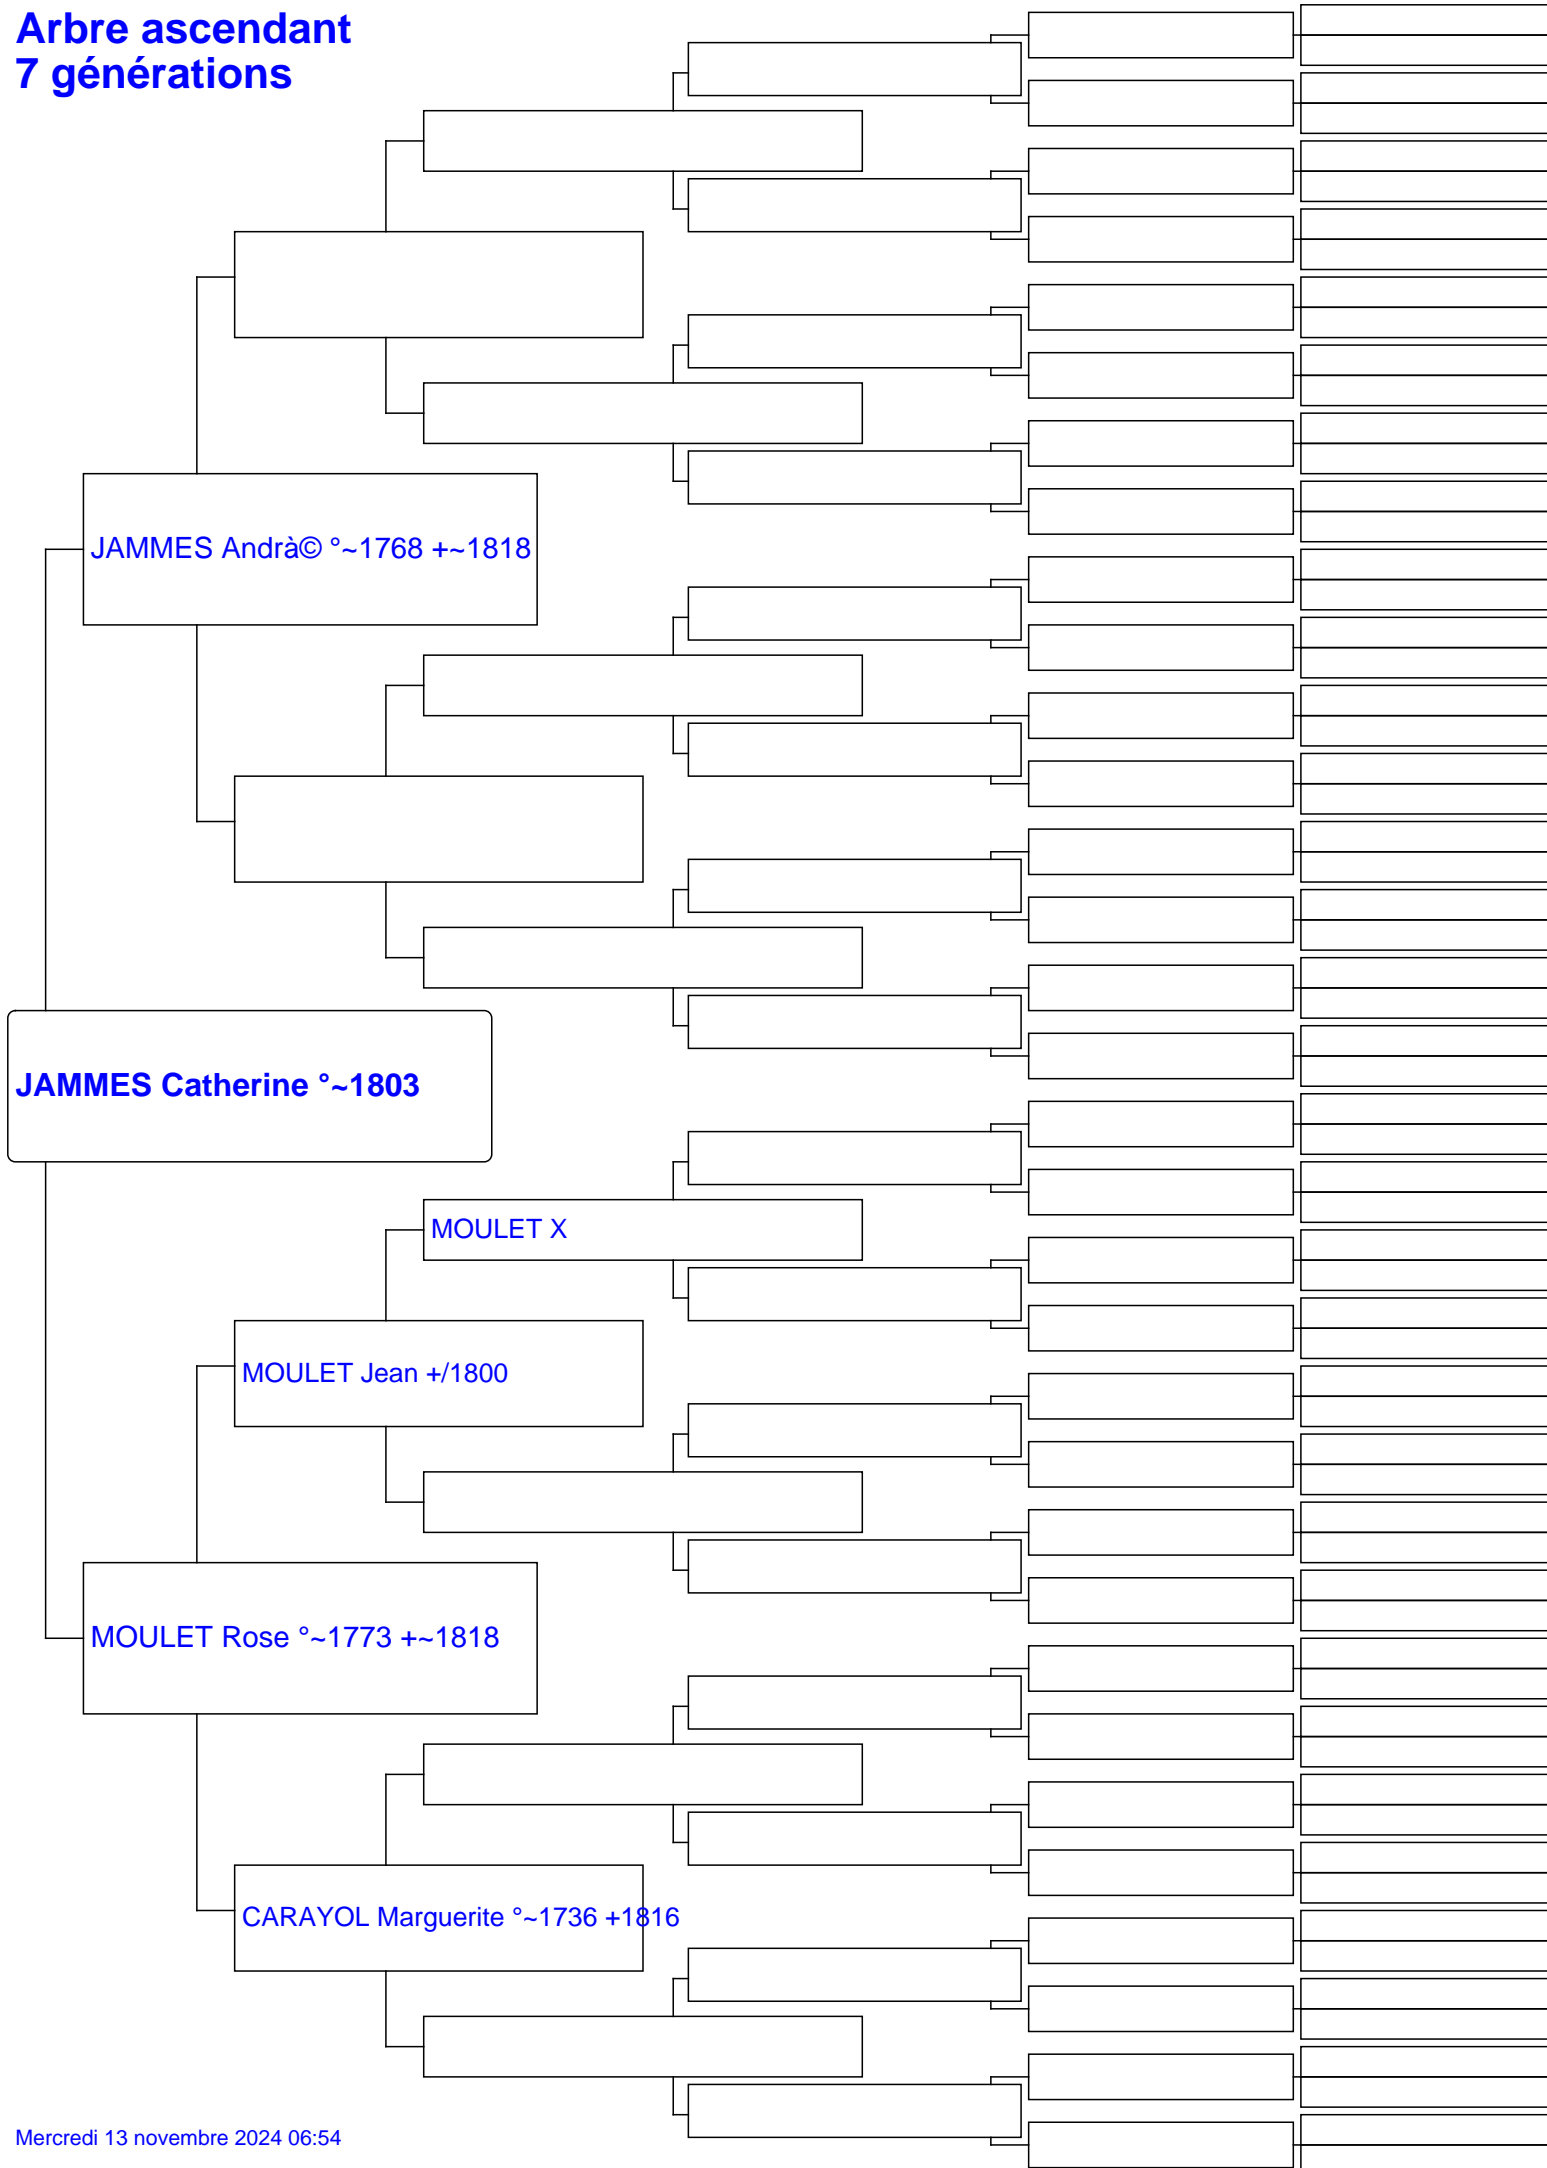 Arbre ascendant
7 générations
JAMMES Andrà© °~1768 +~1818
JAMMES Catherine °~1803
MOULET X
MOULET Jean +/1800
MOULET Rose °~1773 +~1818
CARAYOL Marguerite °~1736 +1816
Mercredi 13 novembre 2024 06:54